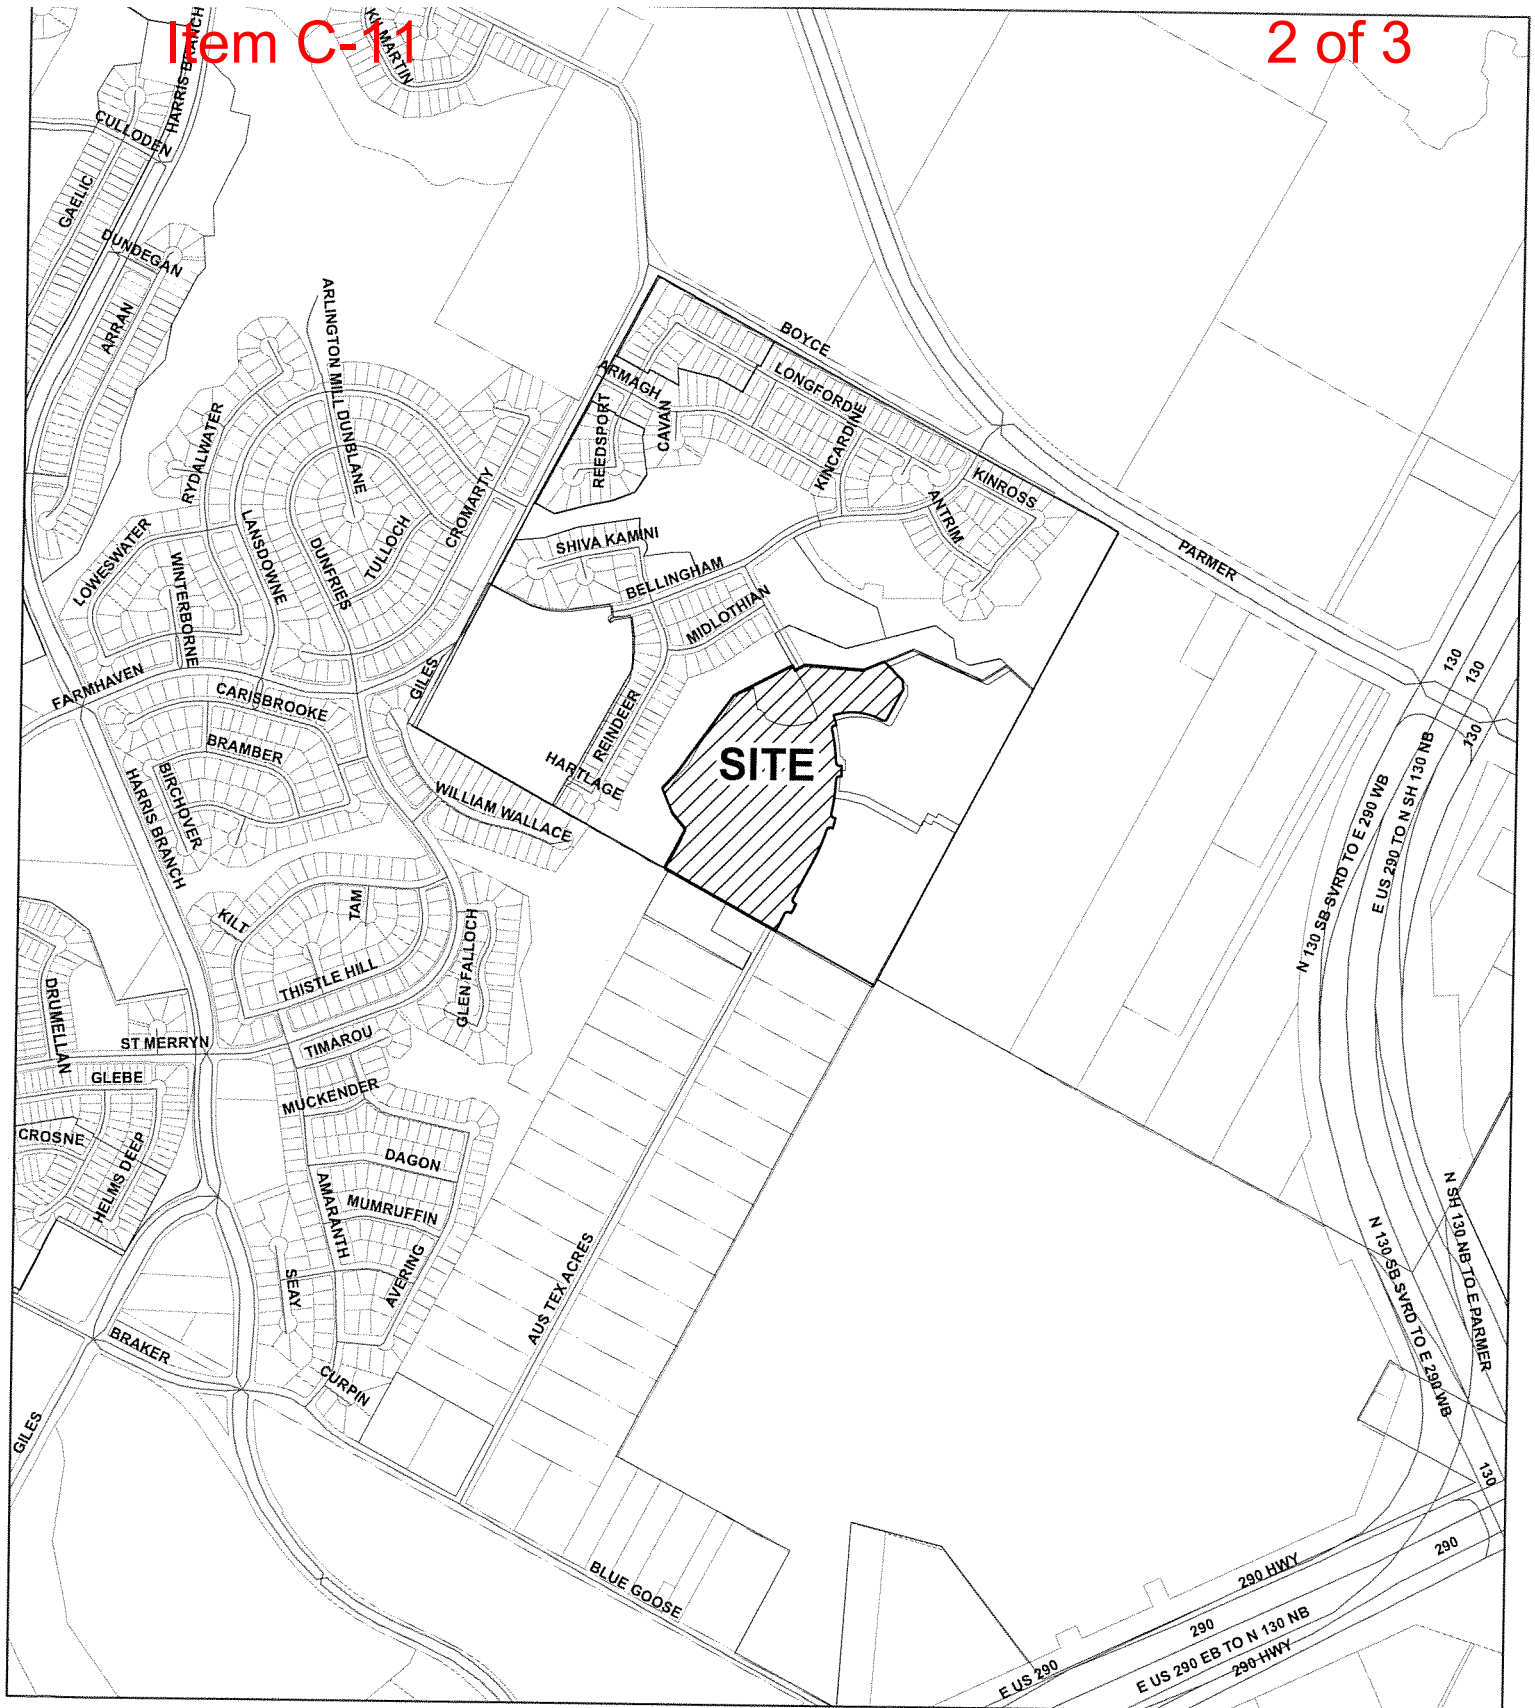 Item C-11
2 of 3
KILMARTIN
HARRIS BRANCH
CULLODEN
GAELIC
DUNDEGAN
ARRAN
ARLINGTON MILL
DUNBLANE
RYDALWATER
BOYCE
LONGFORD
ARMAGH
REEDSPORT
CAVAN
KINCARDINE
KINROSS
ANTRIM
CROMARTY
TULLOCH
LANSDOWNE
DUNFRIES
LOWESWATER
WINTERBORNE
SHIVA KAMINI
BELLINGHAM
MIDLOTHIAN
PARMER
130
130
130
FARMHAVEN
GILES
CARISBROOKE
BRAMBER
BIRCHOVER
HARRIS BRANCH
REINDEER
HARTLAGE
SITE
WILLIAM WALLACE
N 130 SB SVRD TO E 290 WB
E US 290 TO N SH 130 NB
KILT
TAM
THISTLE HILL
GLEN FALLOCH
DRUMELLAN
ST MERRYN
TIMAROU
GLEBE
MUCKENDER
CROSNE
HELMS DEEP
DAGON
AMARANTH
MUMRUFFIN
AVERING
SEAY
AUS TEX ACRES
N SH 130 NB TO E PARMER
N 130 SB SVRD TO E 290 WB
BRAKER
CURPIN
GILES
130
BLUE GOOSE
290 HWY
290
290
E US 290
E US 290 EB TO N 130 NB
290 HWY